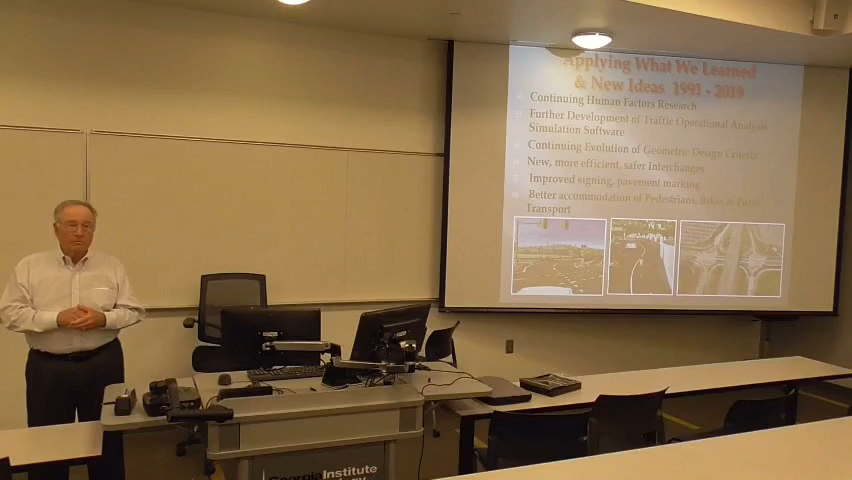 Applying What We Learned
& New Ideas 1991 - 2019
Continuing Human Factors Research
Further Development of Traffic Operational Analysis
Simulation Software
Continuing Evolution of Geometric Design Criteria
New, more efficient, safer Interchanges
Improved signing, pavement marking
Better accommodation of Pedestrians, Bikes & Public
Transport
Georgia Institute